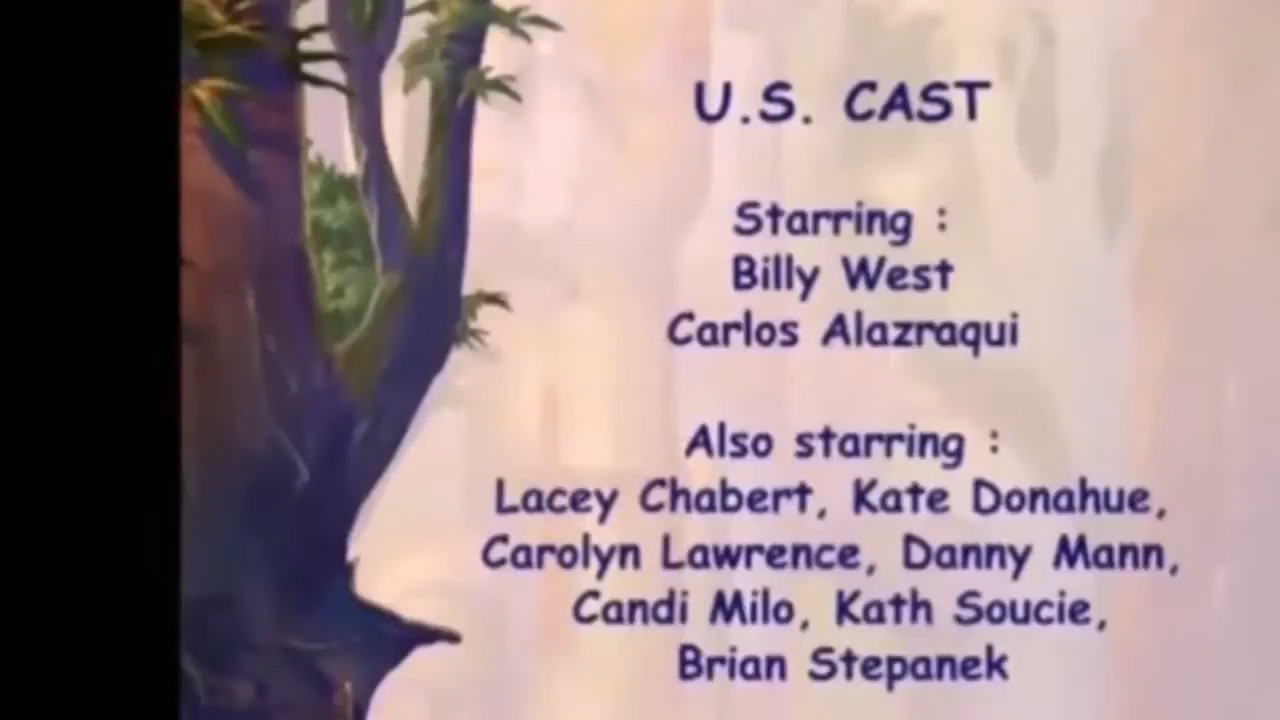 U.S. CAST
Starring :
Billy West
Carlos Alazraqui
Also starring :
Lacey Chabert, Kate Donahue,
Carolyn Lawrence, Danny Mann,
Candi Milo, Kath Soucie,
Brian Stepanek